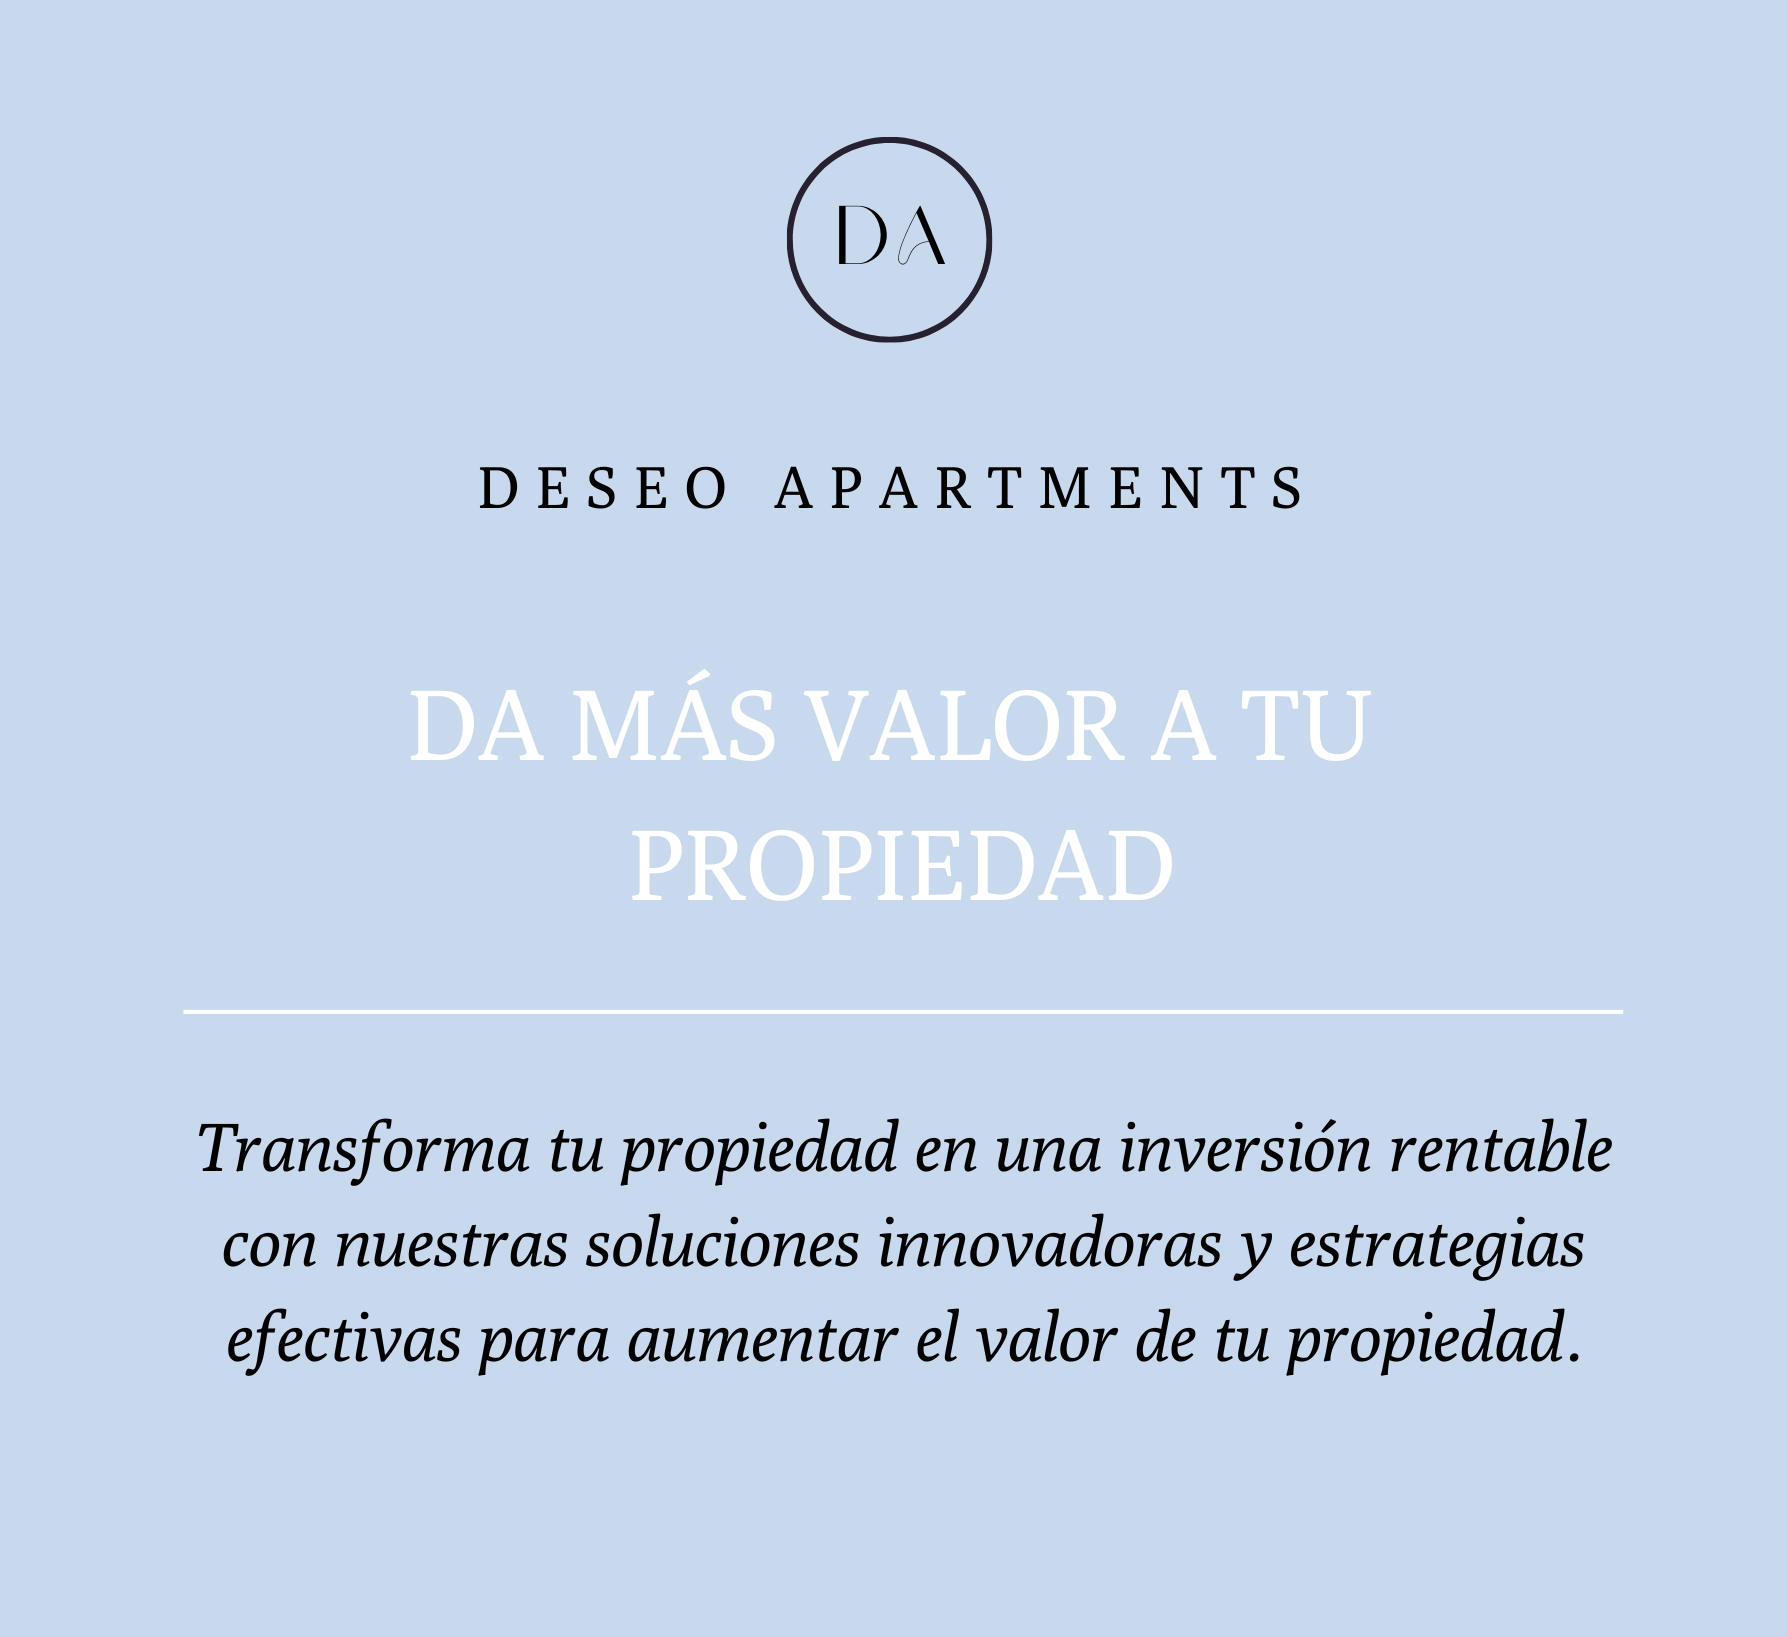 DA
DESEO APARTMENTS
DA MÁS VALOR A TU
PROPIEDAD
Transforma tu propiedad en una inversión rentable
con nuestras soluciones innovadoras y estrategias
efectivas para aumentar el valor de tu propiedad.